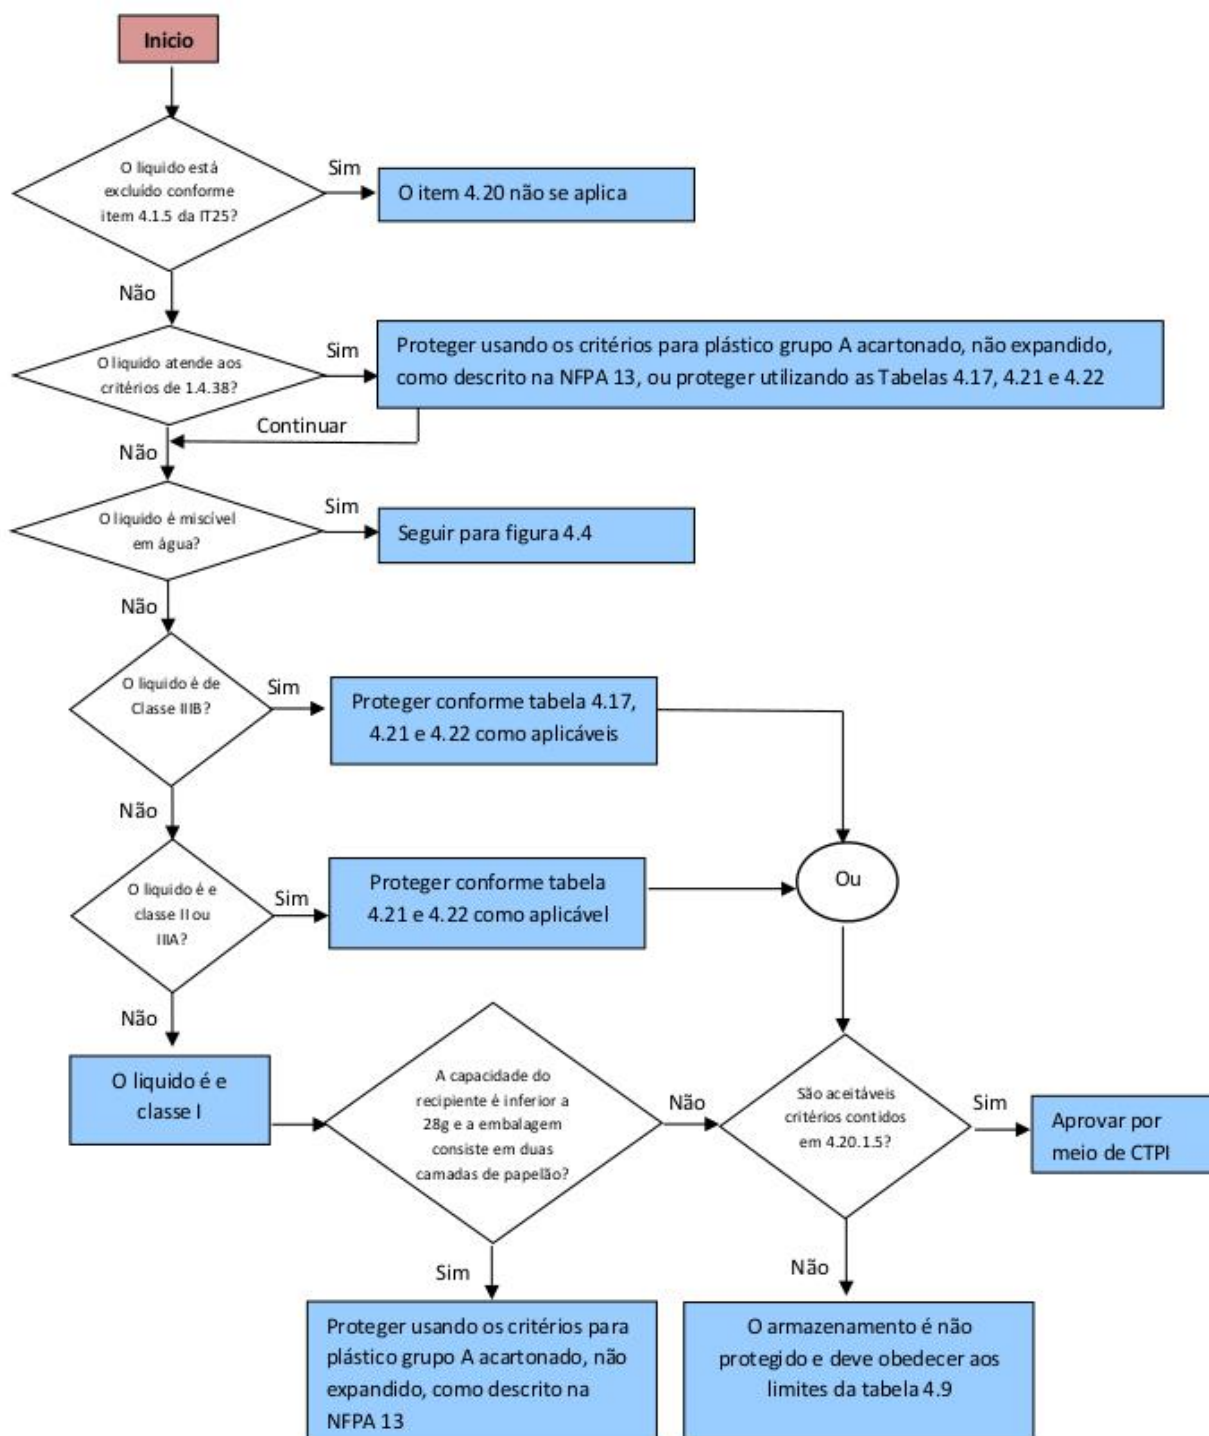 Inicio
O liquido está
excluído conforme
item 4.1.5 da IT25?
Sim
O item 4.20 não se aplica
Não
O liquido atende aos
critérios de 1.4.38?
Sim
Proteger usando os critérios para plástico grupo A acartonado, não expandido,
como descrito na NFPA 13, ou proteger utilizando as Tabelas 4.17, 4.21 e 4.22
Continuar
Não
O liquido é miscível
em água?
Sim
Seguir para figura 4.4
Não
O liquido é de
Classe IIIB?
Sim
Proteger conforme tabela 4.17,
4.21 e 4.22 como aplicáveis
Não
O liquido é e
classe II ou
IIIA?
Sim
Proteger conforme tabela
4.21 e 4.22 como aplicável
Ou
Não
O liquido é e
classe I
A capacidade do
recipiente é inferior a
28g e a embalagem
consiste em duas
camadas de papelão?
Não
São aceitáveis
critérios contidos
em 4.20.1.5?
Sim
Aprovar por
meio de CTPI
Sim
Não
Proteger usando os critérios para
plástico grupo A acartonado, não
expandido, como descrito na
NFPA 13
O armazenamento é não
protegido e deve obedecer aos
limites da tabela 4.9